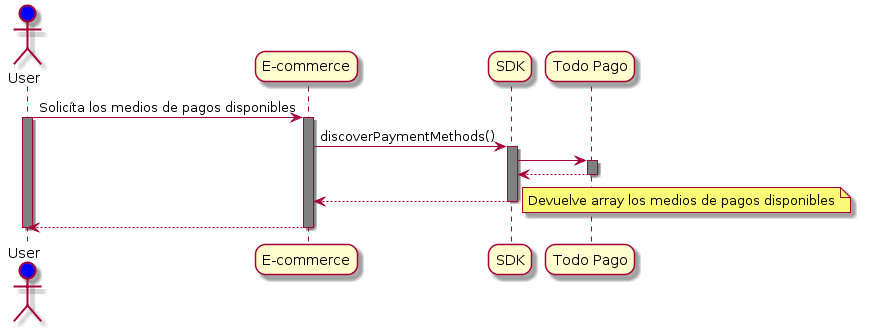 User
E-commerce
SDK
Todo Pago
Solicíta los medios de pagos disponibles
discoverPaymentMethods()
Devuelve array los medios de pagos disponibles
User
E-commerce
SDK
Todo Pago